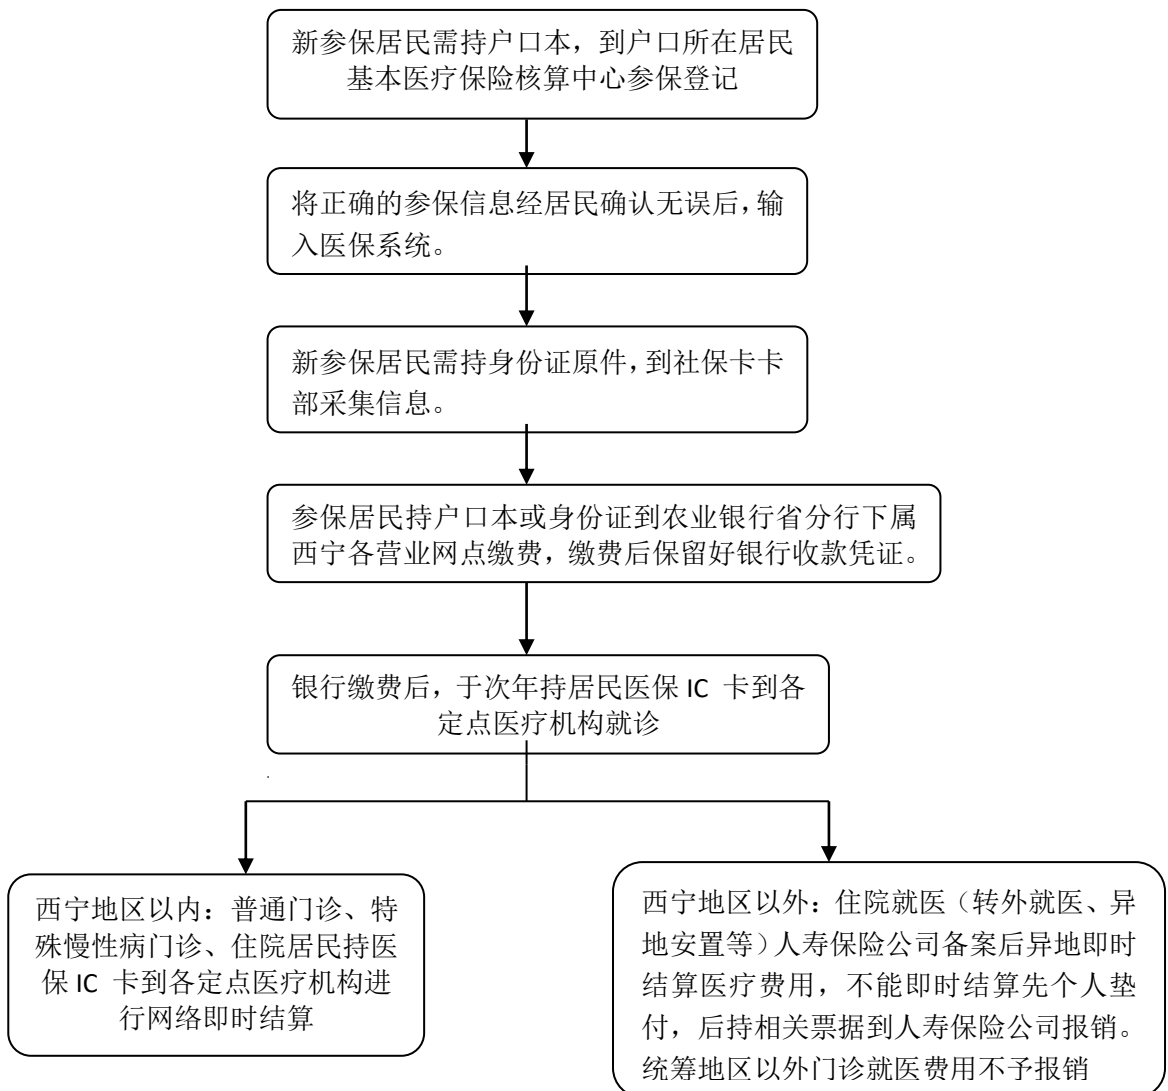 新参保居民需持户口本，到户口所在居民
基本医疗保险核算中心参保登记
将正确的参保信息经居民确认无误后，输
入医保系统。
新参保居民需持身份证原件，到社保卡卡
部采集信息。
参保居民持户口本或身份证到农业银行省分行下属
西宁各营业网点缴费，缴费后保留好银行收款凭证。
银行缴费后，于次年持居民医保 IC 卡到各
定点医疗机构就诊
西宁地区以内：普通门诊、特
殊慢性病门诊、住院居民持医
保 IC 卡到各定点医疗机构进
行网络即时结算
西宁地区以外：住院就医（转外就医、异
地安置等）人寿保险公司备案后异地即时
结算医疗费用，不能即时结算先个人垫
付，后持相关票据到人寿保险公司报销。
统筹地区以外门诊就医费用不予报销